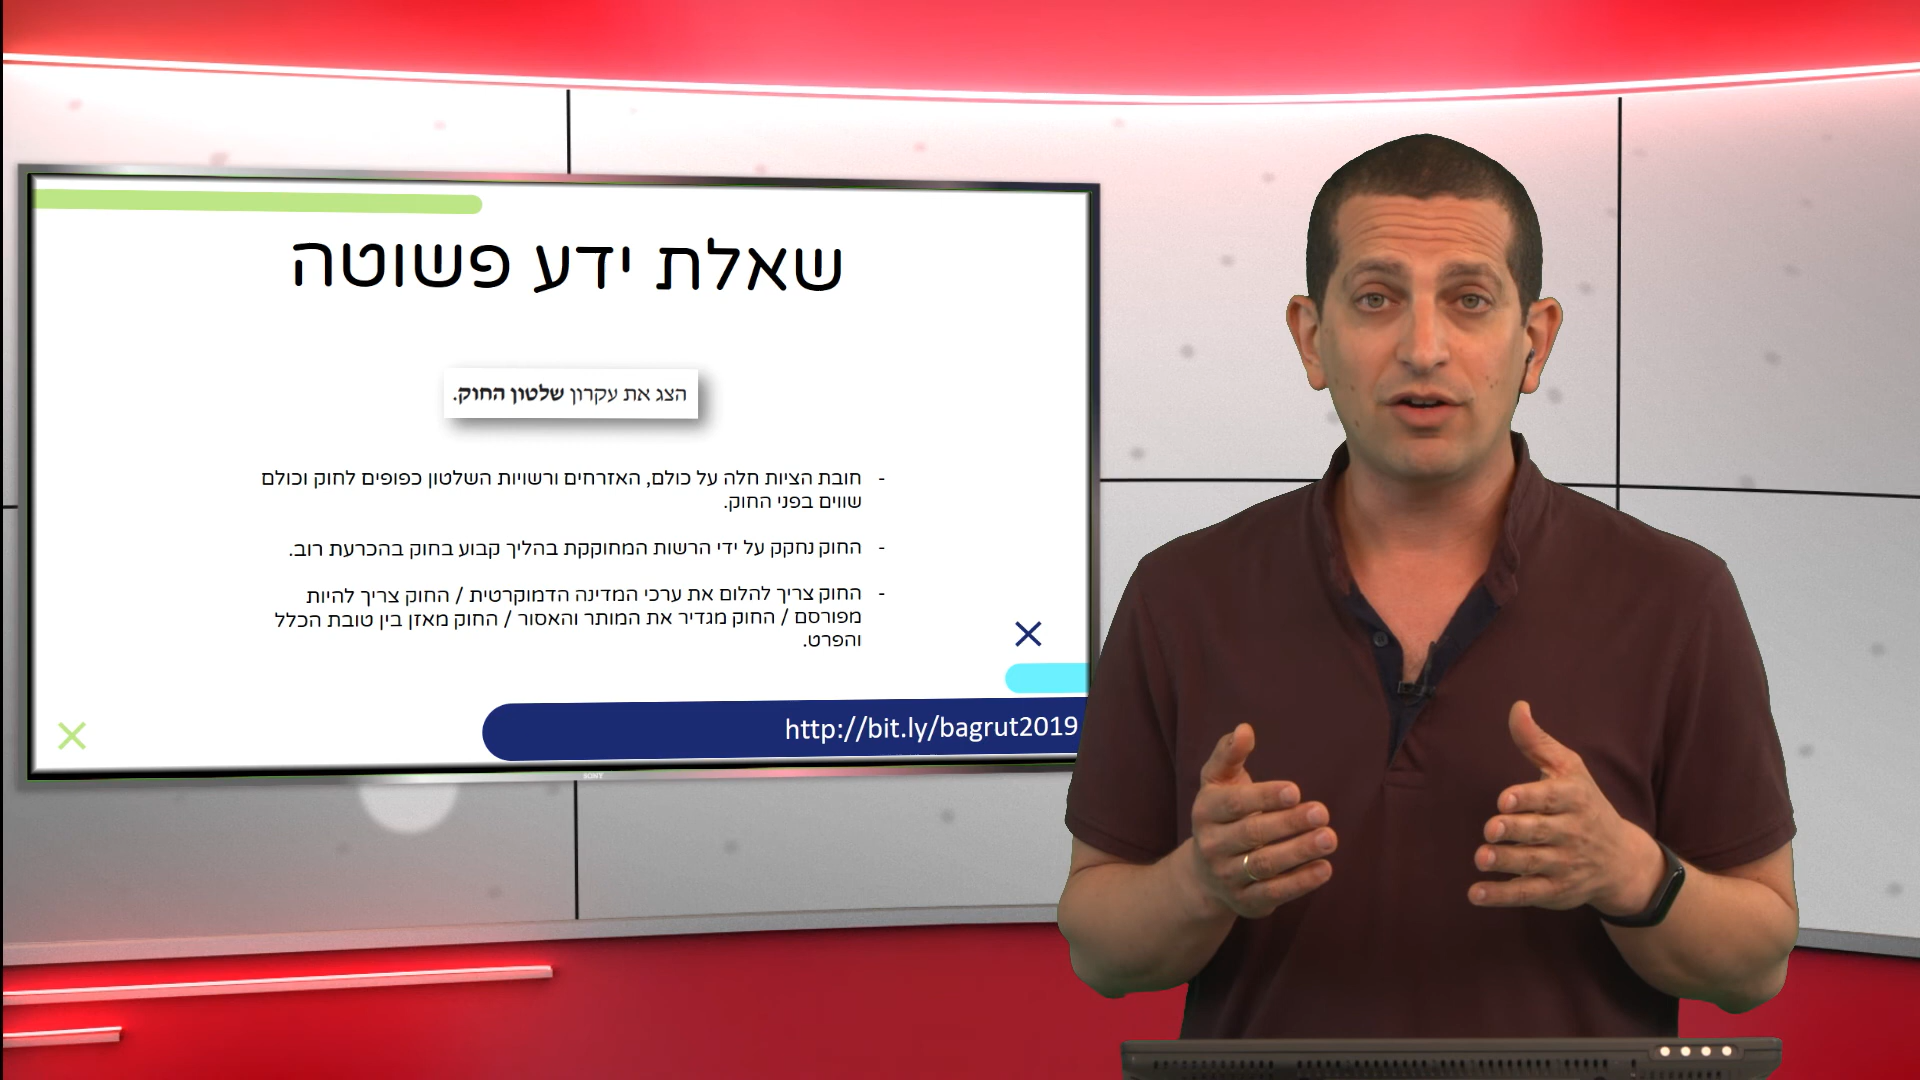 שאלת ידע פשוטה
הצג את עקרון שלטון החוק.
- חובת הציות חלה על כולם, האזרחים ורשויות השלטון כפופים לחוק וכולם
שווים בפני החוק.
- החוק נחקק על ידי הרשות המחוקקת בהליך קבוע בחוק בהכרעת רוב.
- החוק צריך להלום את ערכי המדינה הדמוקרטית / החוק צריך להיות
מפורסם / החוק מגדיר את המותר והאסור / החוק מאזן בין טובת הכלל
והפרט.
http://bit.ly/bagrut2019
SONY